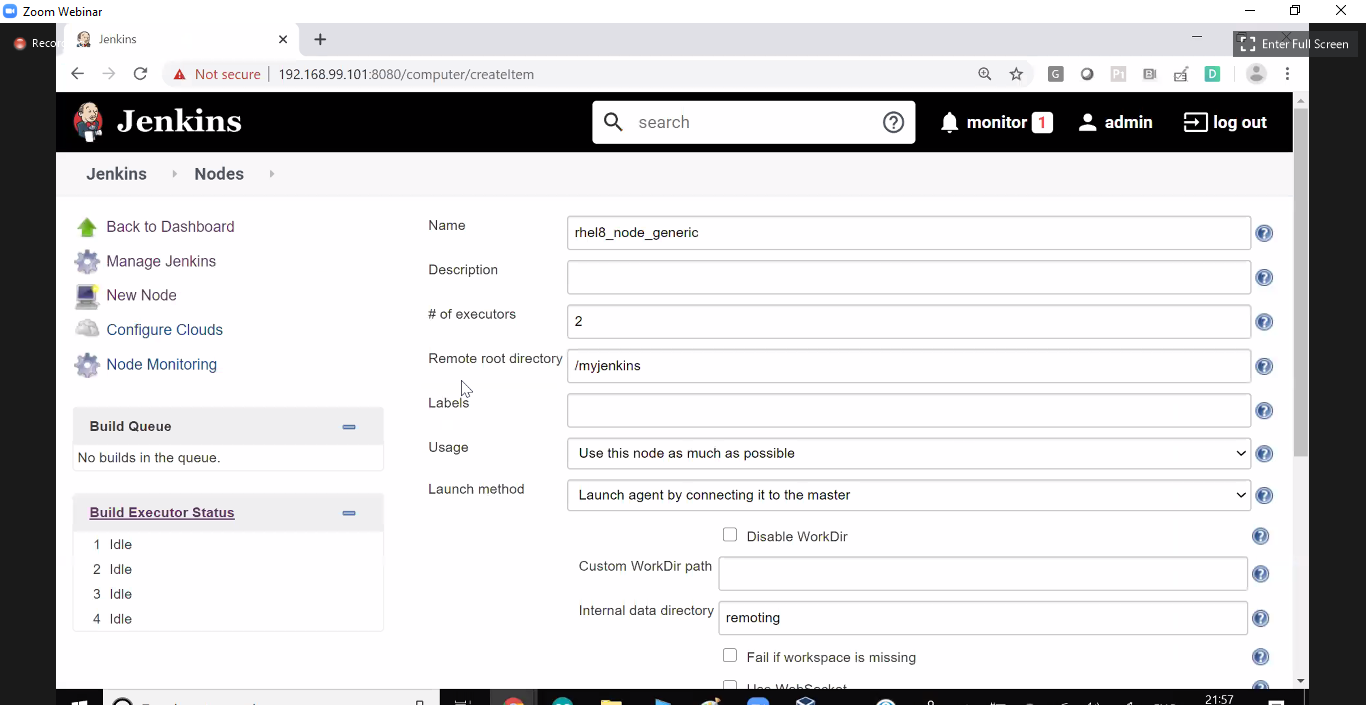 Zoom Webinar
Jenkins
Enter Full Screen
Not secure
192.168.99.101:8080/computer/createItem
Jenkins
search
monitor 1
admin
log out
Jenkins
Nodes
Back to Dashboard
Manage Jenkins
New Node
Configure Clouds
Node Monitoring
Build Queue
No builds in the queue.
Build Executor Status
1 Idle
2 Idle
3 Idle
4 Idle
Name
rhel8_node_generic
Description
# of executors
2
Remote root directory
/myjenkins
Labels
Usage
Use this node as much as possible
Launch method
Launch agent by connecting it to the master
Disable WorkDir
Custom WorkDir path
Internal data directory
remoting
Fail if workspace is missing
Use WebSocket
21:57